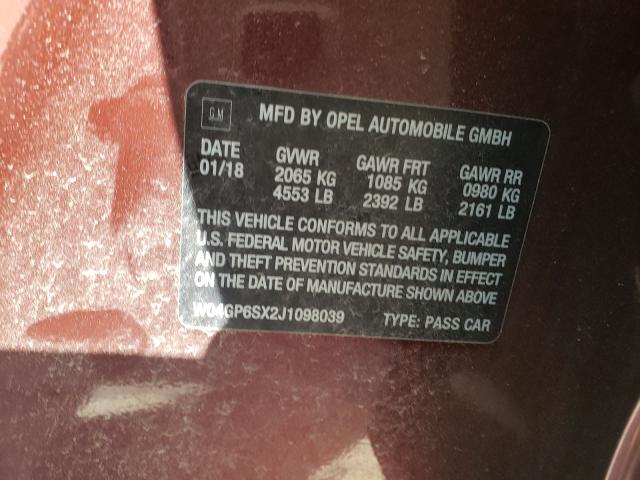 GM
MFD BY OPEL AUTOMOBILE GMBH
DATE GVWR GAWR FRT GAWR RR
01/18 2065 KG 1085 KG 0980 KG
4553 LB 2392 LB 2161 LB
THIS VEHICLE CONFORMS TO ALL APPLICABLE
U.S. FEDERAL MOTOR VEHICLE SAFETY, BUMPER
AND THEFT PREVENTION STANDARDS IN EFFECT
ON THE DATE OF MANUFACTURE SHOWN ABOVE
W04GP6SX2J1098039 TYPE: PASS CAR